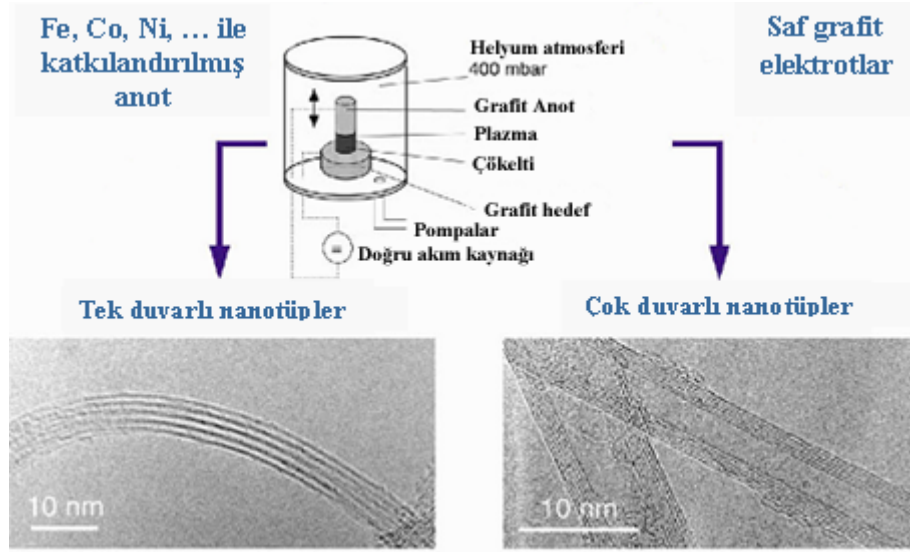 Fe, Co, Ni, … ile
katkılandırılmış
anot
Saf grafit
elektrotlar
Helyum atmosferi
400 mbar
Grafit Anot
Plazma
Çökelti
Grafit hedef
Pompalar
Doğru akım kaynağı
Tek duvarlı nanotüpler
Çok duvarlı nanotüpler
10 nm
10 nm